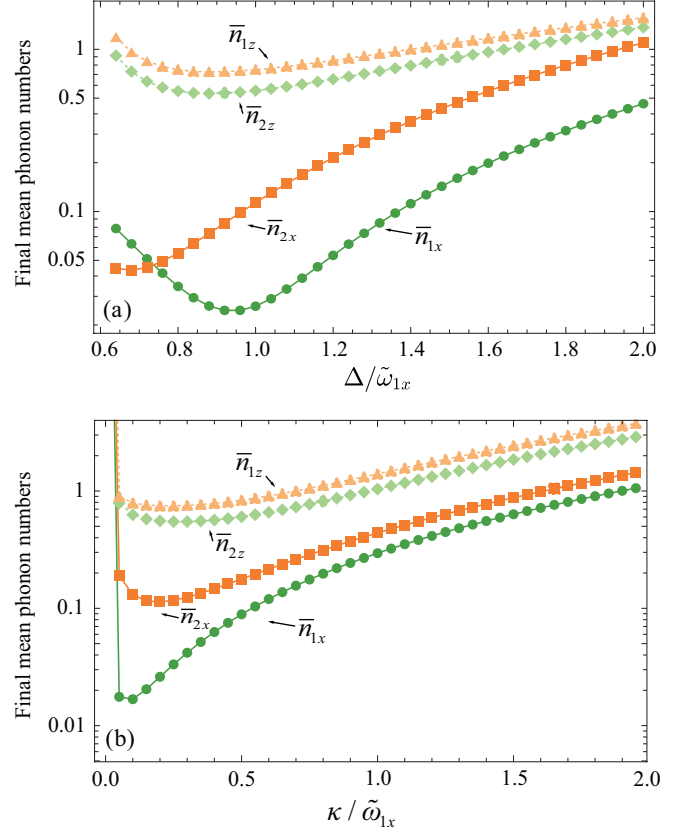 Final mean phonon numbers
1
0.5
0.1
0.05
n̄1z
n̄2z
n̄2x
n̄1x
(a)
0.6 0.8 1.0 1.2 1.4 1.6 1.8 2.0
Δ/ω̃1x
Final mean phonon numbers
1
0.1
0.01
n̄1z
n̄2z
n̄2x
n̄1x
(b)
0.0 0.5 1.0 1.5 2.0
κ / ω̃1x